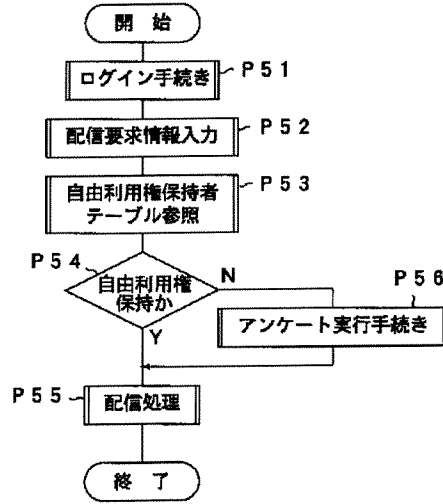 開 始
ログイン手続き
P51
配信要求情報入力
P52
自由利用権保持者
テーブル参照
P53
P54
自由利用権
保持か
N
Y
P56
アンケート実行手続き
P55
配信処理
終 了